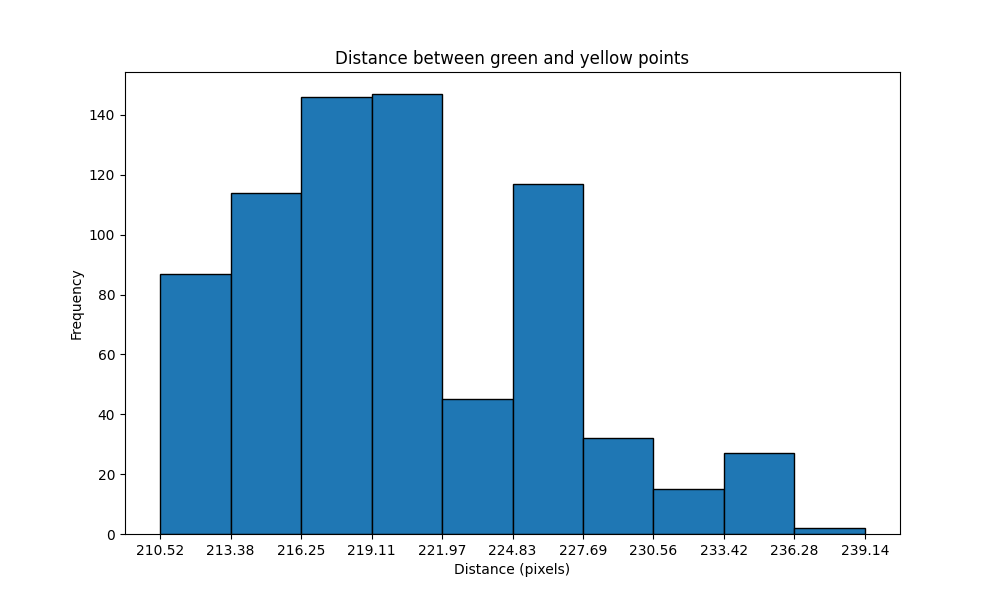 Distance between green and yellow points
Frequency
140
120
100
80
60
40
20
0
210.52 213.38 216.25 219.11 221.97 224.83 227.69 230.56 233.42 236.28 239.14
Distance (pixels)